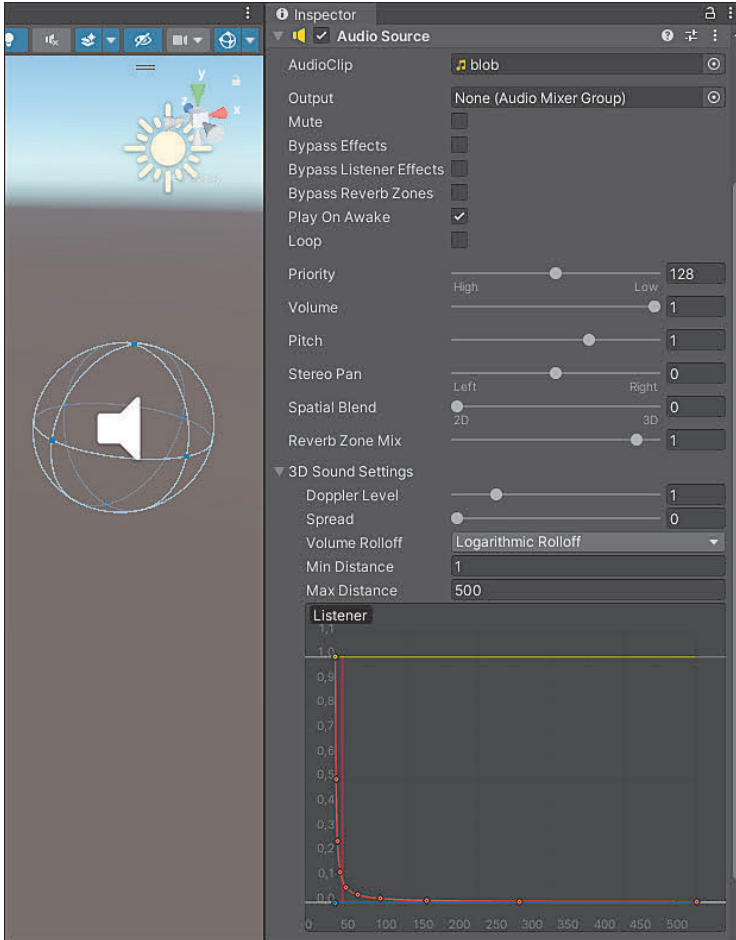 Inspector
Audio Source
AudioClip blob
Output None (Audio Mixer Group)
Mute
Bypass Effects
Bypass Listener Effects
Bypass Reverb Zones
Play On Awake
Loop
Priority 128
High Low
Volume 1
Pitch 1
Stereo Pan 0
Left Right
Spatial Blend 0
2D 3D
Reverb Zone Mix 1
3D Sound Settings
Doppler Level 1
Spread 0
Volume Rolloff Logarithmic Rolloff
Min Distance 1
Max Distance 500
Listener
1,1
1,0
0,9
0,8
0,7
0,6
0,5
0,4
0,3
0,2
0,1
0,0
0 50 100 150 200 250 300 350 400 450 500
y
z
x